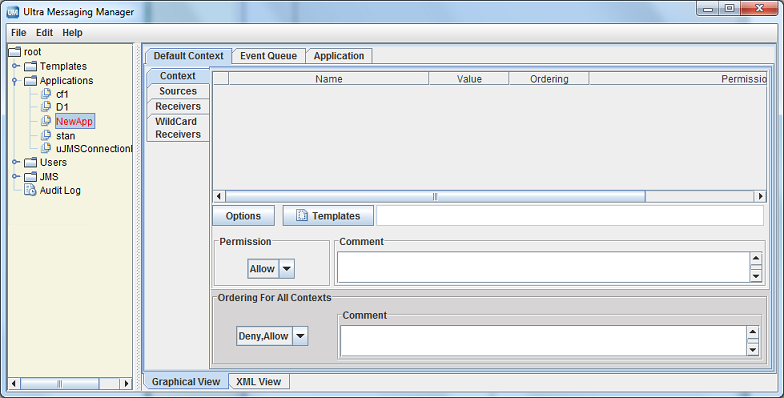 UM Ultra Messaging Manager
File Edit Help
root
Templates
Applications
cf1
D1
NewApp
stan
uJMSConnectionl
Users
JMS
Audit Log
Default Context Event Queue Application
Context
Sources
Receivers
WildCard
Receivers
Name Value Ordering Permissio
Options Templates
Permission Comment
Allow
Ordering For All Contexts
Comment
Deny,Allow
Graphical View XML View